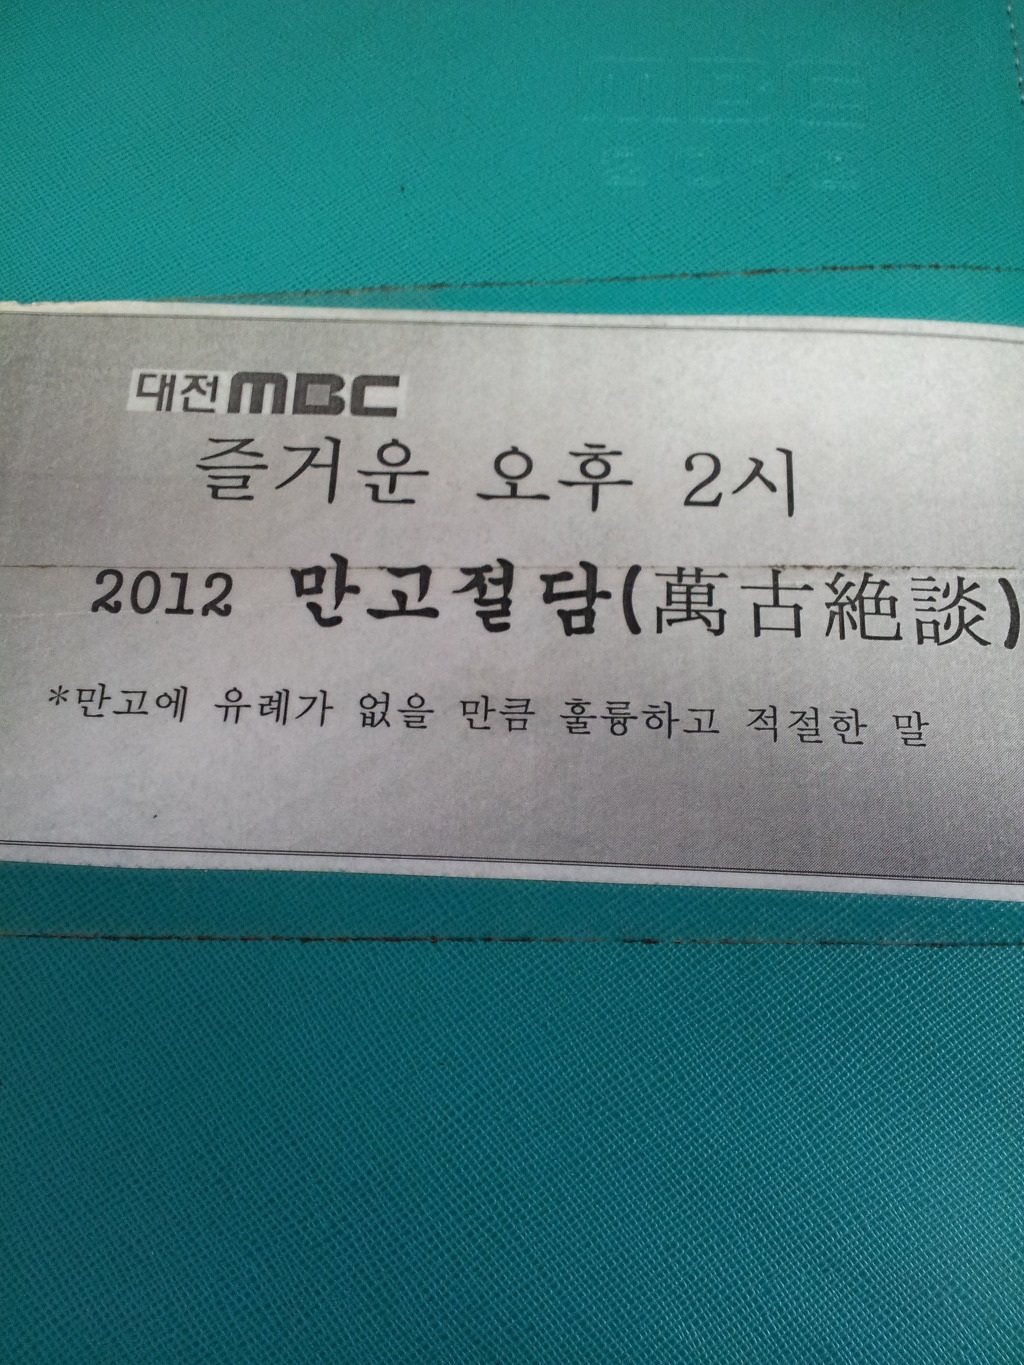 MBC
2012
대전MBC
즐거운 오후 2시
2012 만고절담(萬古絶談)
*만고에 유례가 없을 만큼 훌륭하고 적절한 말